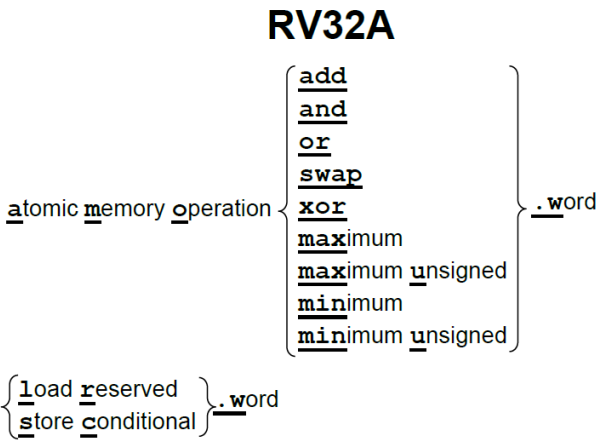 RV32A
add
and
or
swap
atomic memory operation
xor
.word
maximum
maximum unsigned
minimum
minimum unsigned
load reserved
store conditional
.word